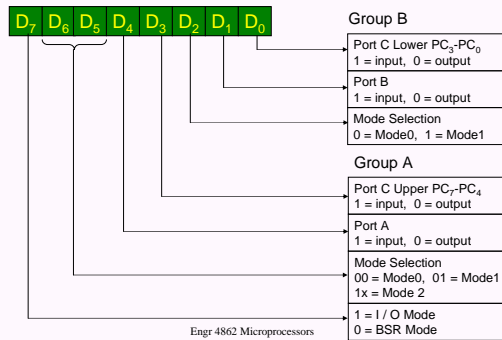 D7 D6 D5 D4 D3 D2 D1 D0
Group B
Port C Lower PC3-PC0
1 = input, 0 = output
Port B
1 = input, 0 = output
Mode Selection
0 = Mode0, 1 = Mode1
Group A
Port C Upper PC7-PC4
1 = input, 0 = output
Port A
1 = input, 0 = output
Mode Selection
00 = Mode0, 01 = Mode1
1x = Mode 2
1 = I / O Mode
0 = BSR Mode
Engr 4862 Microprocessors